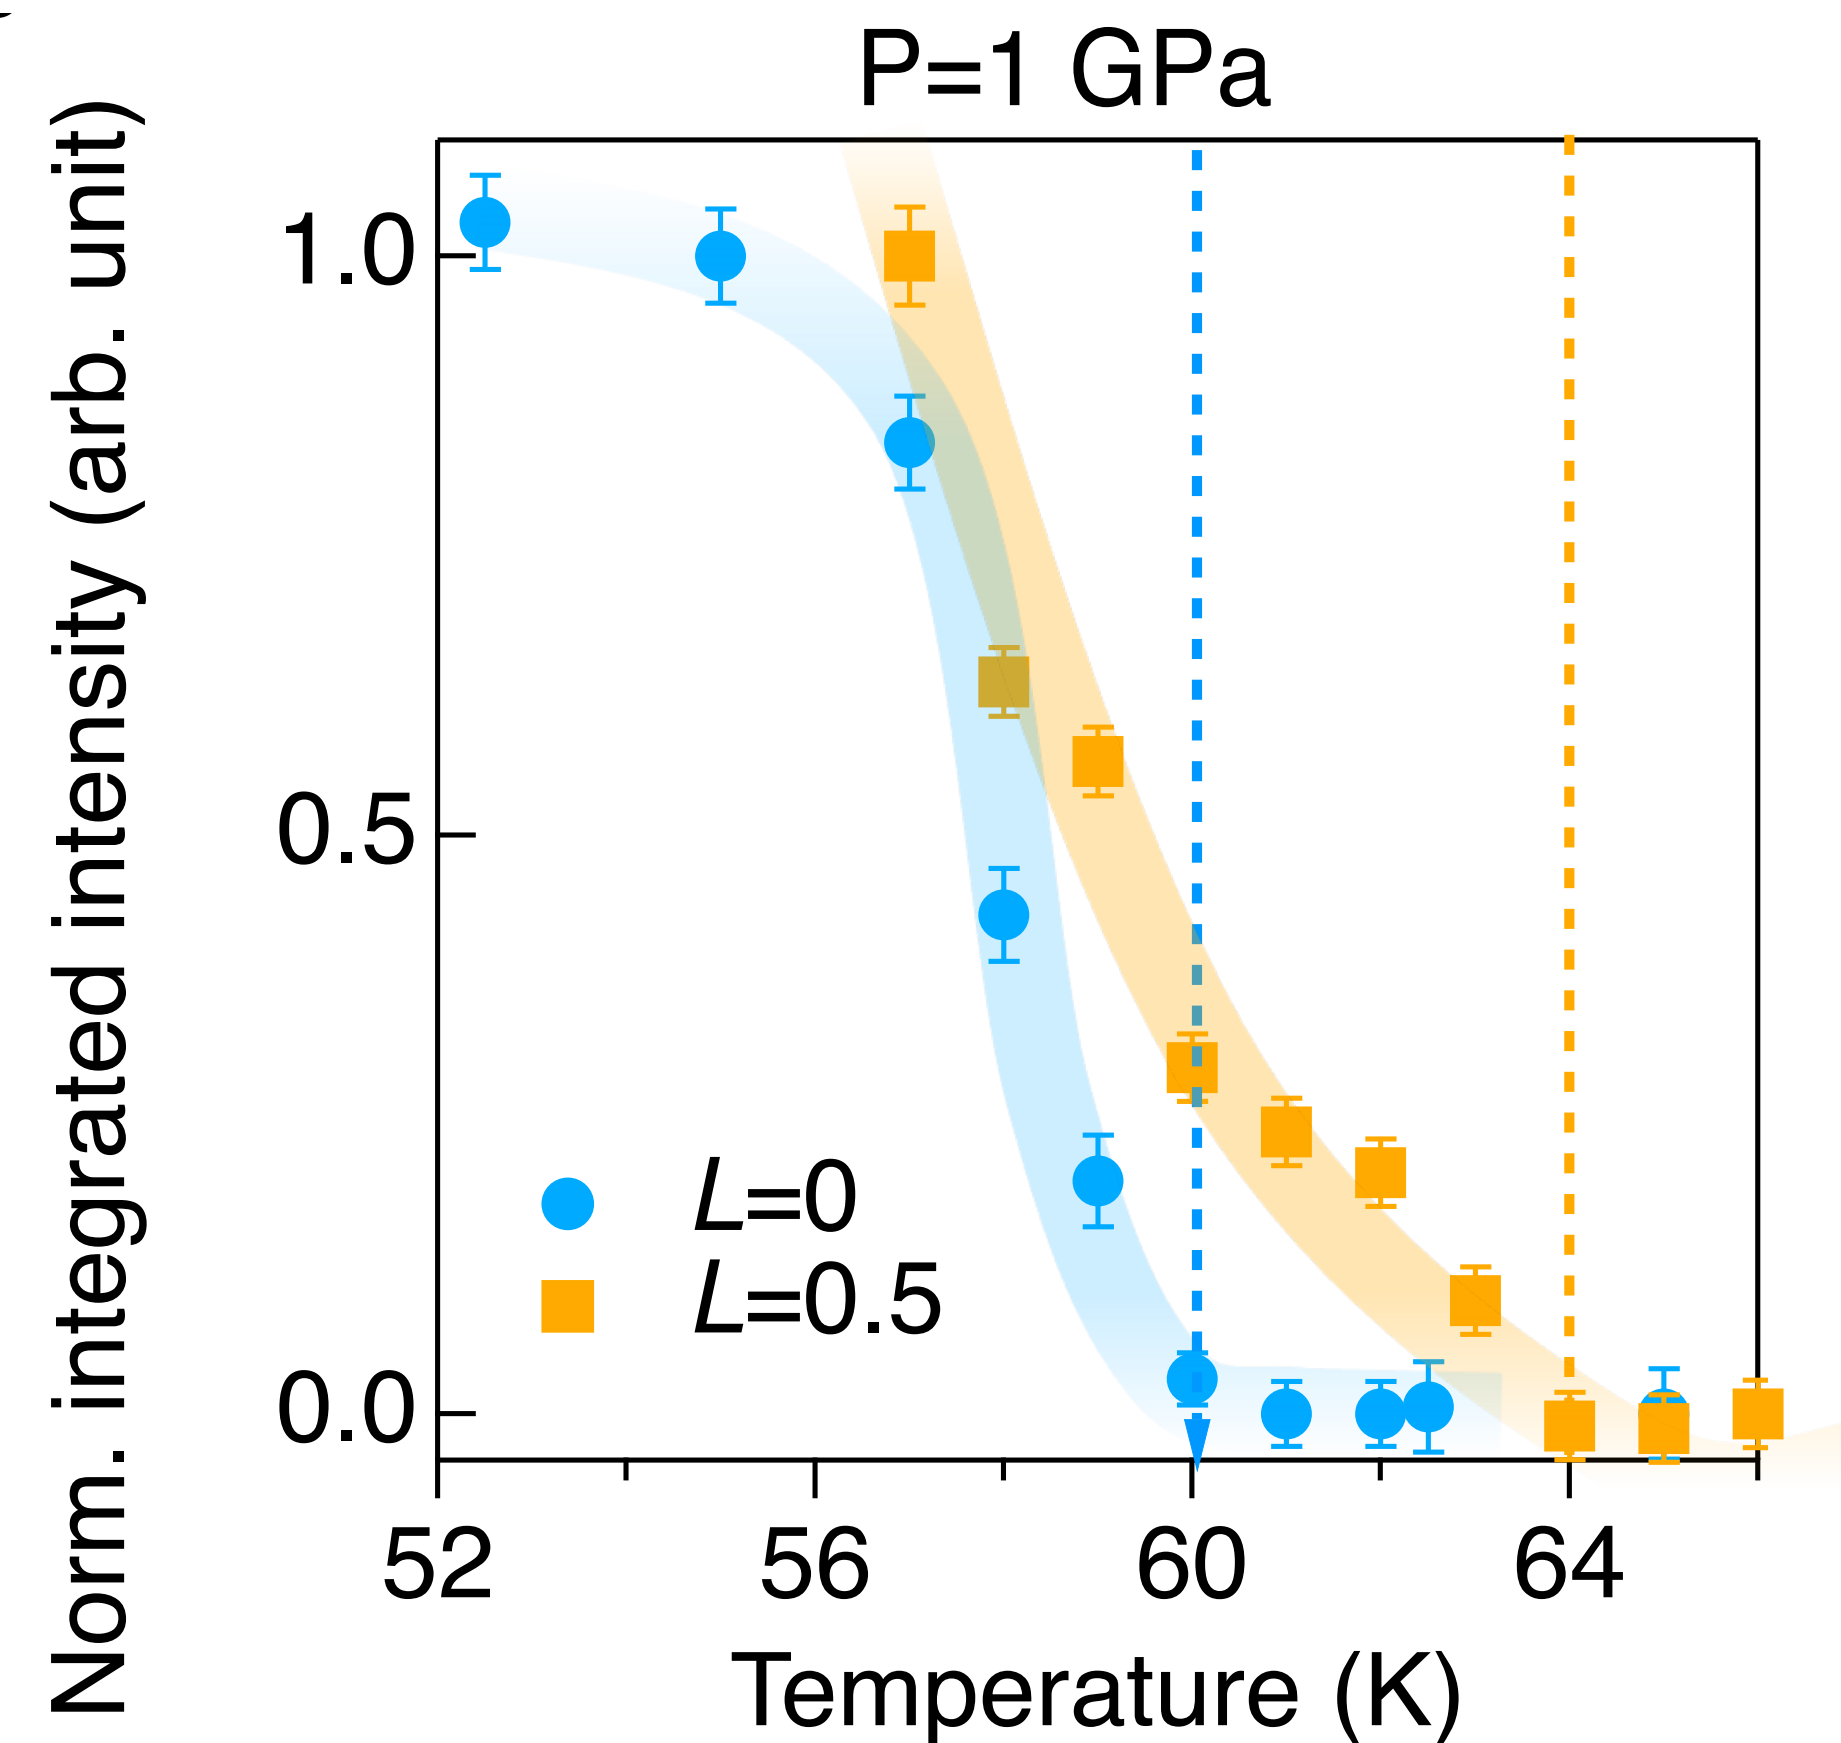 P=1 GPa
Norm. integrated intensity (arb. unit)
1.0
0.5
0.0
L=0
L=0.5
52 56 60 64
Temperature (K)